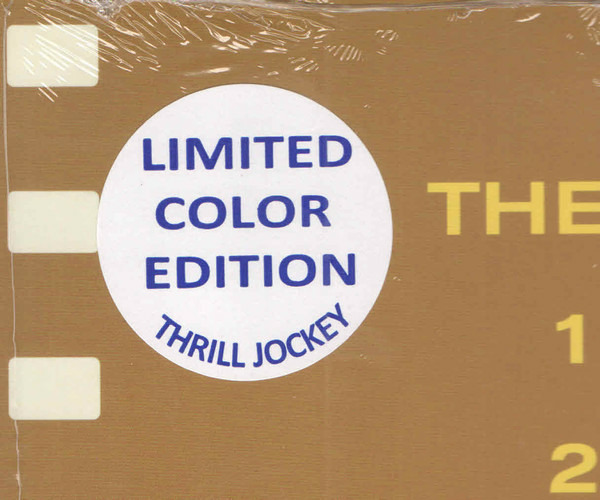 LIMITED
COLOR
EDITION
THRILL JOCKEY
THE
1
2